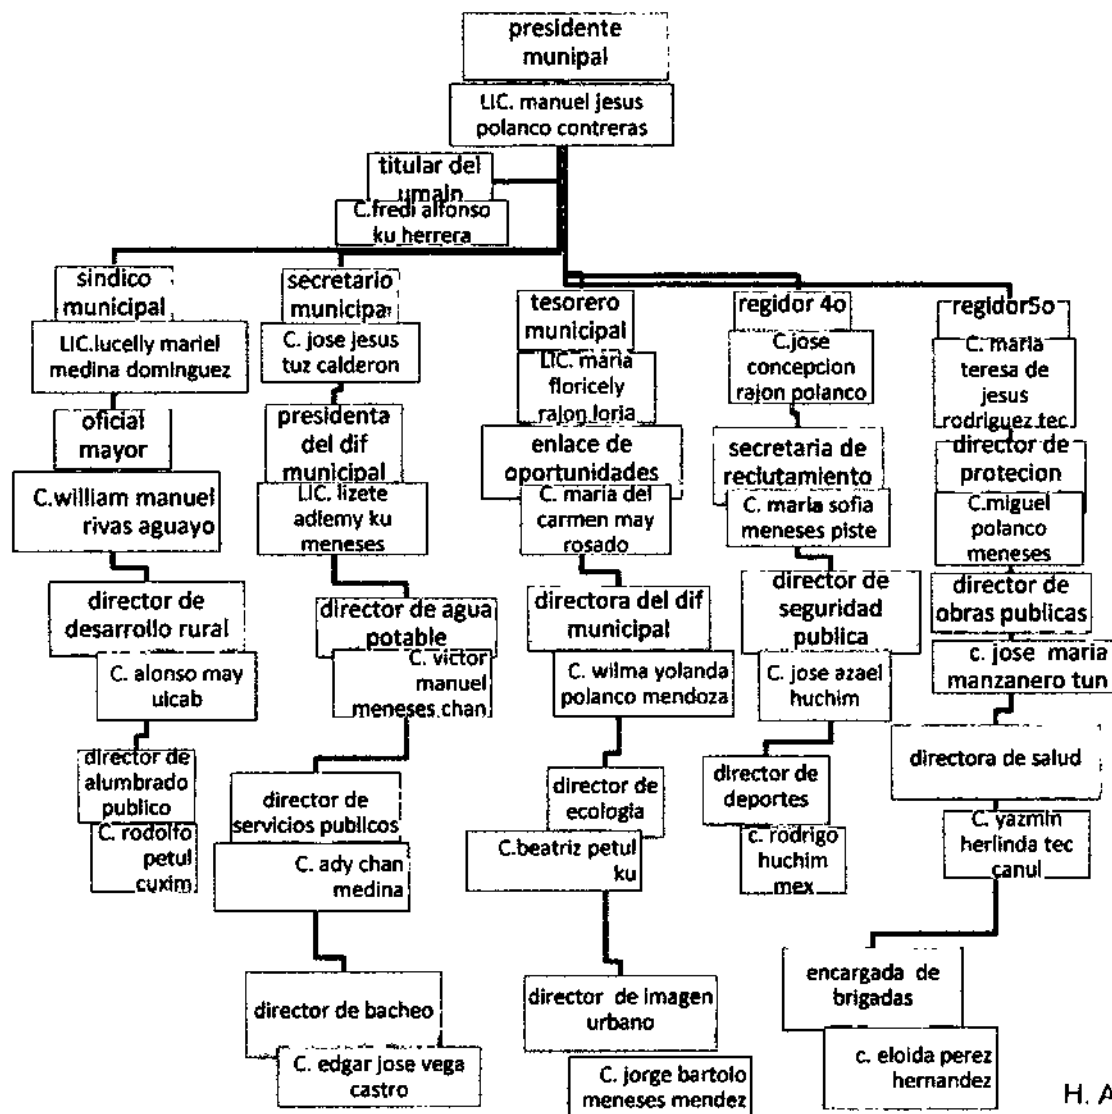 presidente
munipal
LIC. manuel jesus
polanco contreras
titular del
umaip
C.fredi alfonso
ku herrera
sindico
municipal
LIC.lucelly mariel
medina dominguez
oficial
mayor
C.william manuel
rivas aguayo
director de
desarrollo rural
C. alonso may
uicab
director de
alumbrado
publico
C. rodolfo
petul
cuxim
secretario
municipal
C. jose jesus
tuz calderon
presidenta
del dif
municipal
LIC. lizete
adlemy ku
meneses
director de agua
potable
C. victor
manuel
meneses chan
director de
servicios publicos
C. ady chan
medina
director de bacheo
C. edgar jose vega
castro
tesorero
municipal
LIC. maria
floricely
rajon loria
enlace de
oportunidades
C. maria del
carmen may
rosado
directora del dif
municipal
C. wilma yolanda
polanco mendoza
director de
ecologia
C.beatriz petul
ku
director de imagen
urbano
C. jorge bartolo
meneses mendez
regidor 4o
C.jose
concepcion
rajon polanco
secretaria de
reclutamiento
C. maria sofia
meneses piste
director de
seguridad
publica
C. jose azael
huchim
director de
deportes
c. rodrigo
huchim
mex
regidor5o
C. maria
teresa de
jesus
rodriguez tec
director de
protecion
C.miguel
polanco
meneses
director de
obras publicas
c. jose maria
manzanero tun
directora de salud
C. yazmin
herlinda tec
canul
encargada de
brigadas
c. eloida perez
hernandez
H. A